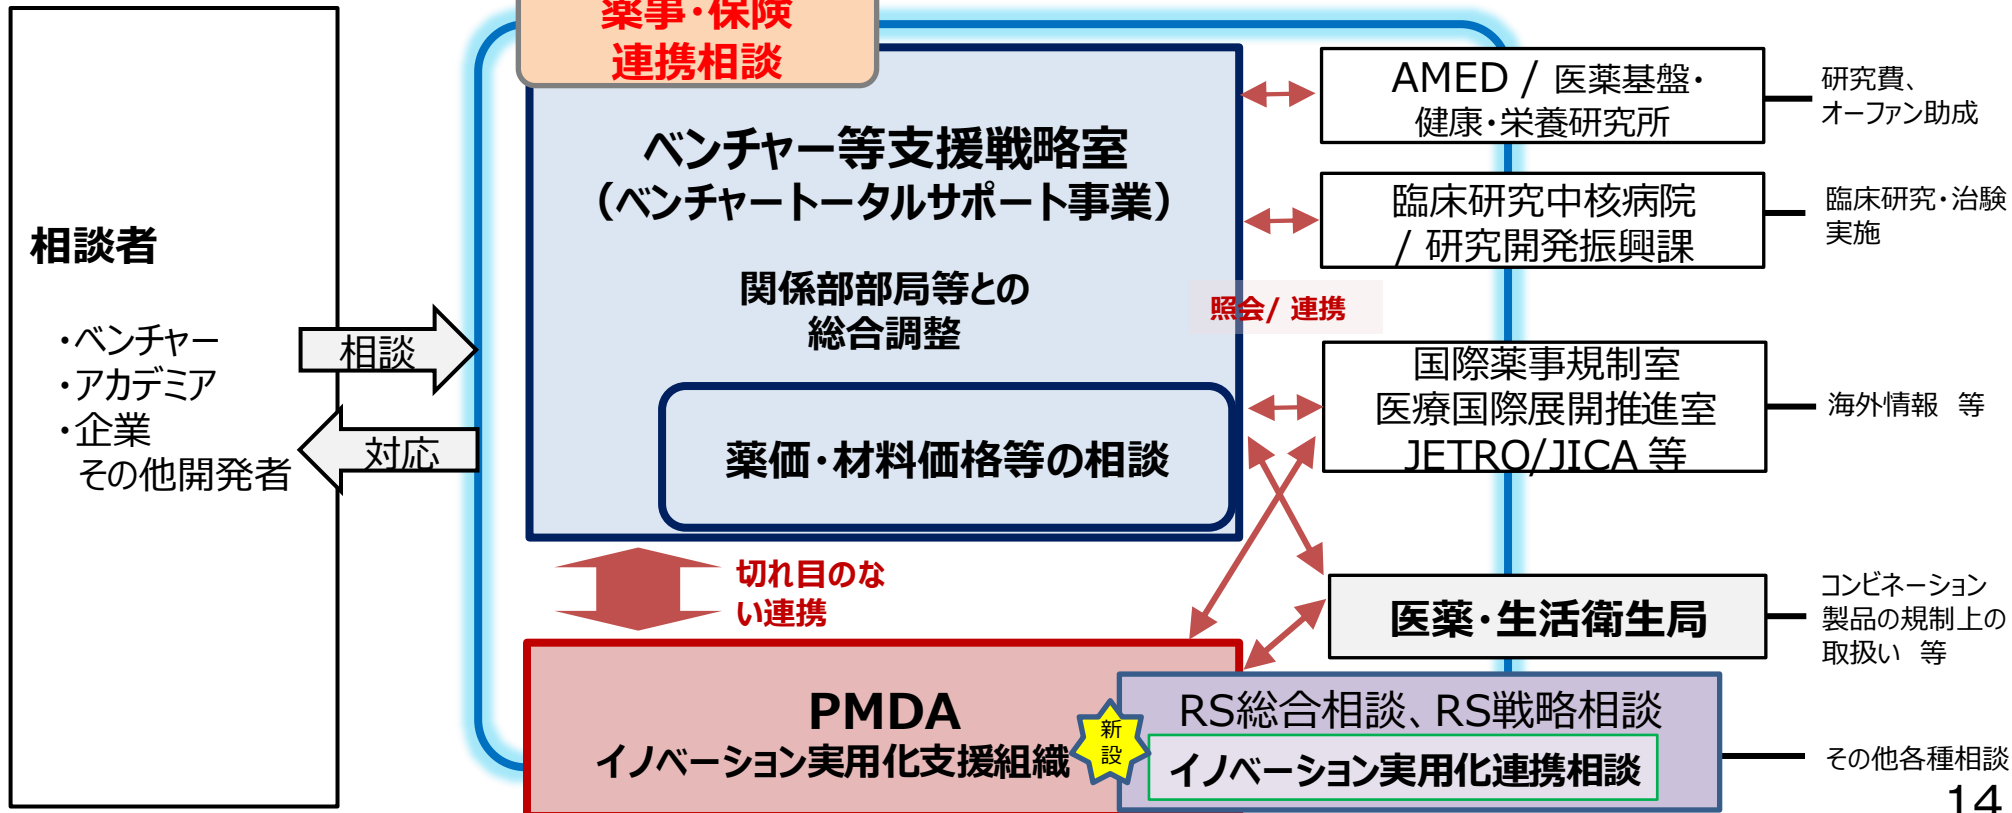 薬事・保険
連携相談
相談者
・ベンチャー
・アカデミア
・企業
その他開発者
相談
対応
ベンチャー等支援戦略室
（ベンチャートータルサポート事業）
関係部部局等との
総合調整
薬価・材料価格等の相談
切れ目のな
い連携
PMDA
イノベーション実用化支援組織
新
設
RS総合相談、RS戦略相談
イノベーション実用化連携相談
照会/ 連携
AMED / 医薬基盤・
健康・栄養研究所
臨床研究中核病院
/ 研究開発振興課
国際薬事規制室
医療国際展開推進室
JETRO/JICA 等
医薬・生活衛生局
研究費、
オーファン助成
臨床研究・治験
実施
海外情報　等
コンビネーション
製品の規制上の
取扱い　等
その他各種相談
14